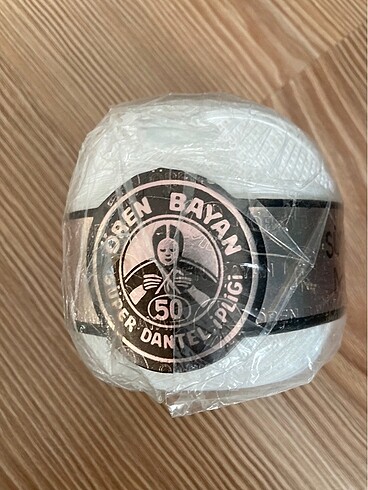 ÖREN BAYAN
50
SÜPER DANTEL İPLİĞİ